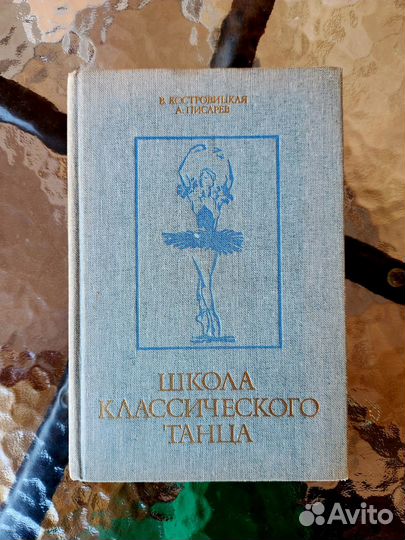 В. КОСТРОВИЦКАЯ
А. ПИСАРЕВ
ШКОЛА
КЛАССИЧЕСКОГО
ТАНЦА
Avito